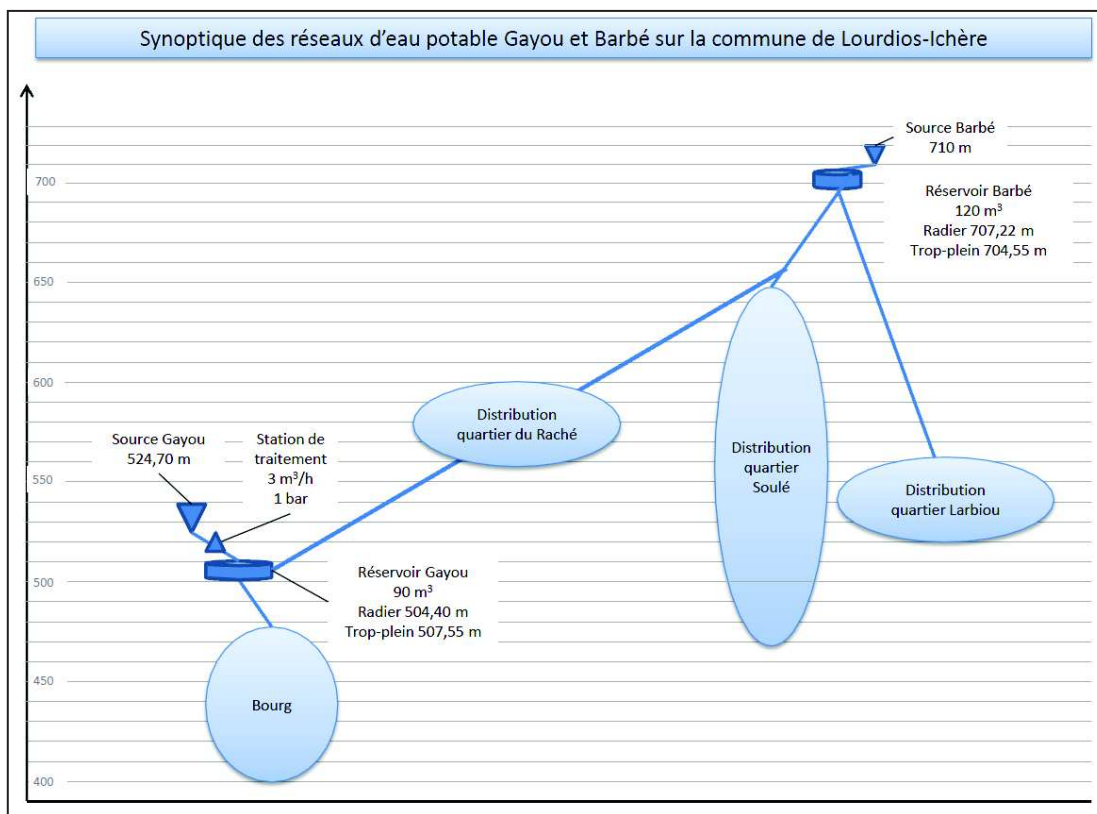 Synoptique des réseaux d'eau potable Gayou et Barbé sur la commune de Lourdios-Ichère
Source Barbé
710 m
700
Réservoir Barbé
120 m³
Radier 707,22 m
Trop-plein 704,55 m
650
600
Distribution
quartier du Raché
Source Gayou
524,70 m
Station de
traitement
3 m³/h
1 bar
Distribution
quartier
Soulé
550
Distribution
quartier Larbiou
500
Réservoir Gayou
90 m³
Radier 504,40 m
Trop-plein 507,55 m
450
Bourg
400